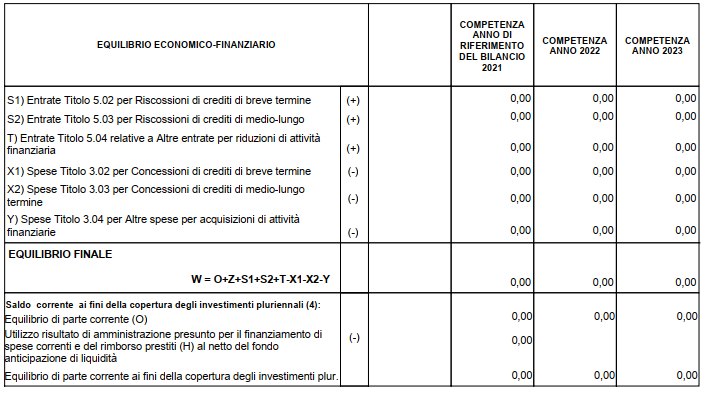 EQUILIBRIO ECONOMICO-FINANZIARIO
COMPETENZA
ANNO DI
RIFERIMENTO
DEL BILANCIO
2021
COMPETENZA
ANNO 2022
COMPETENZA
ANNO 2023
S1) Entrate Titolo 5.02 per Riscossioni di crediti di breve termine (+) 0,00 0,00 0,00
S2) Entrate Titolo 5.03 per Riscossioni di crediti di medio-lungo (+) 0,00 0,00 0,00
T) Entrate Titolo 5.04 relative a Altre entrate per riduzioni di attività
finanziaria (+) 0,00 0,00 0,00
X1) Spese Titolo 3.02 per Concessioni di crediti di breve termine (-) 0,00 0,00 0,00
X2) Spese Titolo 3.03 per Concessioni di crediti di medio-lungo
termine (-) 0,00 0,00 0,00
Y) Spese Titolo 3.04 per Altre spese per acquisizioni di attività
finanziarie (-) 0,00 0,00 0,00
EQUILIBRIO FINALE
W = O+Z+S1+S2+T-X1-X2-Y 0,00 0,00 0,00
Saldo corrente ai fini della copertura degli investimenti pluriennali (4):
Equilibrio di parte corrente (O) 0,00 0,00 0,00
Utilizzo risultato di amministrazione presunto per il finanziamento di
spese correnti e del rimborso prestiti (H) al netto del fondo (-) 0,00
anticipazione di liquidità
Equilibrio di parte corrente ai fini della copertura degli investimenti plur. 0,00 0,00 0,00